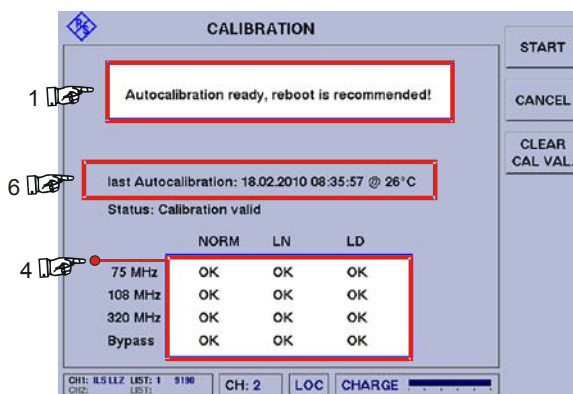 R&S
CALIBRATION
START
1
Autocalibration ready, reboot is recommended!
CANCEL
CLEAR
CAL VAL.
6
last Autocalibration: 18.02.2010 08:35:57 @ 26°C
Status: Calibration valid
NORM LN LD
4
75 MHz OK OK OK
108 MHz OK OK OK
320 MHz OK OK OK
Bypass OK OK OK
CH1: ILS LLZ LIST: 1 9190
CH2: LIST:
CH: 2
LOC
CHARGE